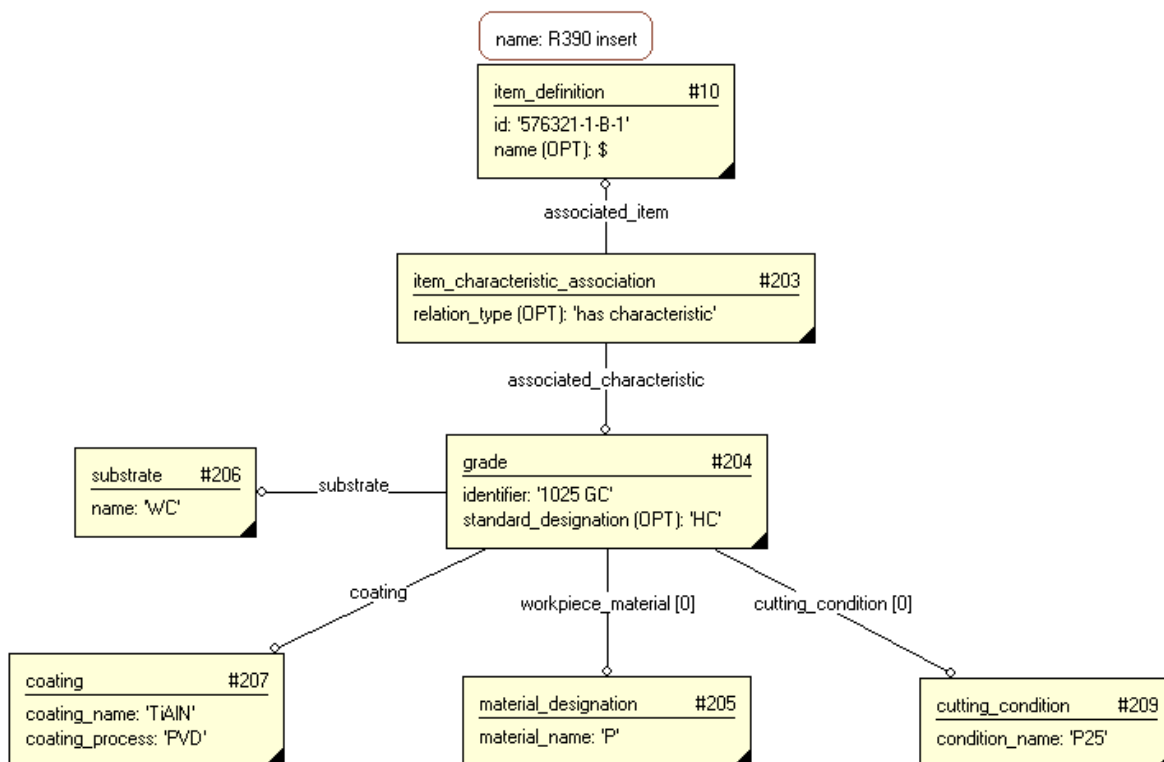 name: R390 insert
item_definition #10
id: '576321-1-B-1'
name (OPT): $
associated_item
item_characteristic_association #203
relation_type (OPT): 'has characteristic'
associated_characteristic
substrate #206
name: 'WC'
substrate
grade #204
identifier: '1025 GC'
standard_designation (OPT): 'HC'
coating
workpiece_material [0]
cutting_condition [0]
coating #207
coating_name: 'TiAlN'
coating_process: 'PVD'
material_designation #205
material_name: 'P'
cutting_condition #209
condition_name: 'P25'